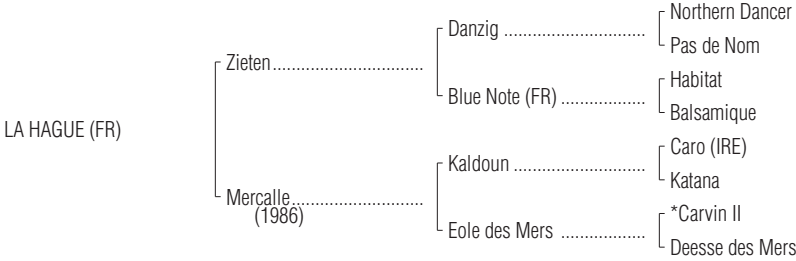 Northern Dancer
Danzig ..............................
Pas de Nom
Zieten................................
Habitat
Blue Note (FR) ..................
Balsamique
LA HAGUE (FR)
Caro (IRE)
Kaldoun ............................
Katana
Mercalle............................
(1986)
*Carvin II
Eole des Mers ..................
Deesse des Mers